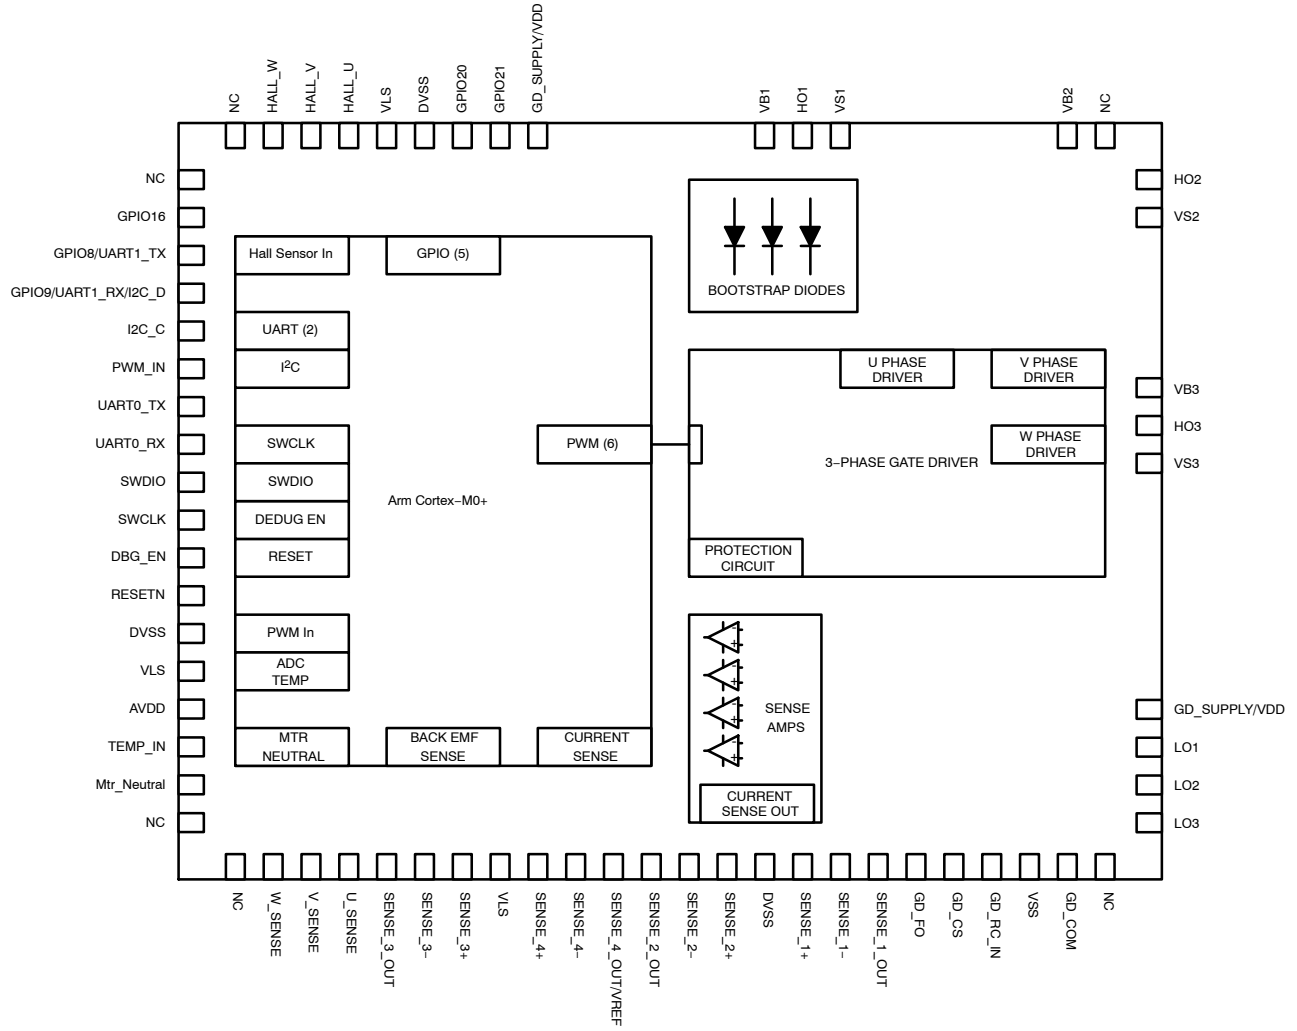 NC
HALL_W
HALL_V
HALL_U
VLS
DVSS
GPIO20
GPIO21
GD_SUPPLY/VDD
VB1
HO1
VS1
VB2
NC
NC
GPIO16
GPIO8/UART1_TX
GPIO9/UART1_RX/I2C_D
I2C_C
PWM_IN
UART0_TX
UART0_RX
SWDIO
SWCLK
DBG_EN
RESETN
DVSS
VLS
AVDD
TEMP_IN
Mtr_Neutral
NC
Hall Sensor In
GPIO (5)
UART (2)
I²C
SWCLK
SWDIO
DEDUG EN
RESET
PWM In
ADC
TEMP
MTR
NEUTRAL
BACK EMF
SENSE
CURRENT
SENSE
PWM (6)
Arm Cortex−M0+
BOOTSTRAP DIODES
U PHASE
DRIVER
V PHASE
DRIVER
W PHASE
DRIVER
3−PHASE GATE DRIVER
PROTECTION
CIRCUIT
-
+
-
+
-
+
-
+
SENSE
AMPS
CURRENT
SENSE OUT
HO2
VS2
VB3
HO3
VS3
GD_SUPPLY/VDD
LO1
LO2
LO3
NC
W_SENSE
V_SENSE
U_SENSE
SENSE_3_OUT
SENSE_3−
SENSE_3+
VLS
SENSE_4+
SENSE_4−
SENSE_4_OUT/VREF
SENSE_2_OUT
SENSE_2−
SENSE_2+
DVSS
SENSE_1+
SENSE_1−
SENSE_1_OUT
GD_FO
GD_CS
GD_RC_IN
VSS
GD_COM
NC